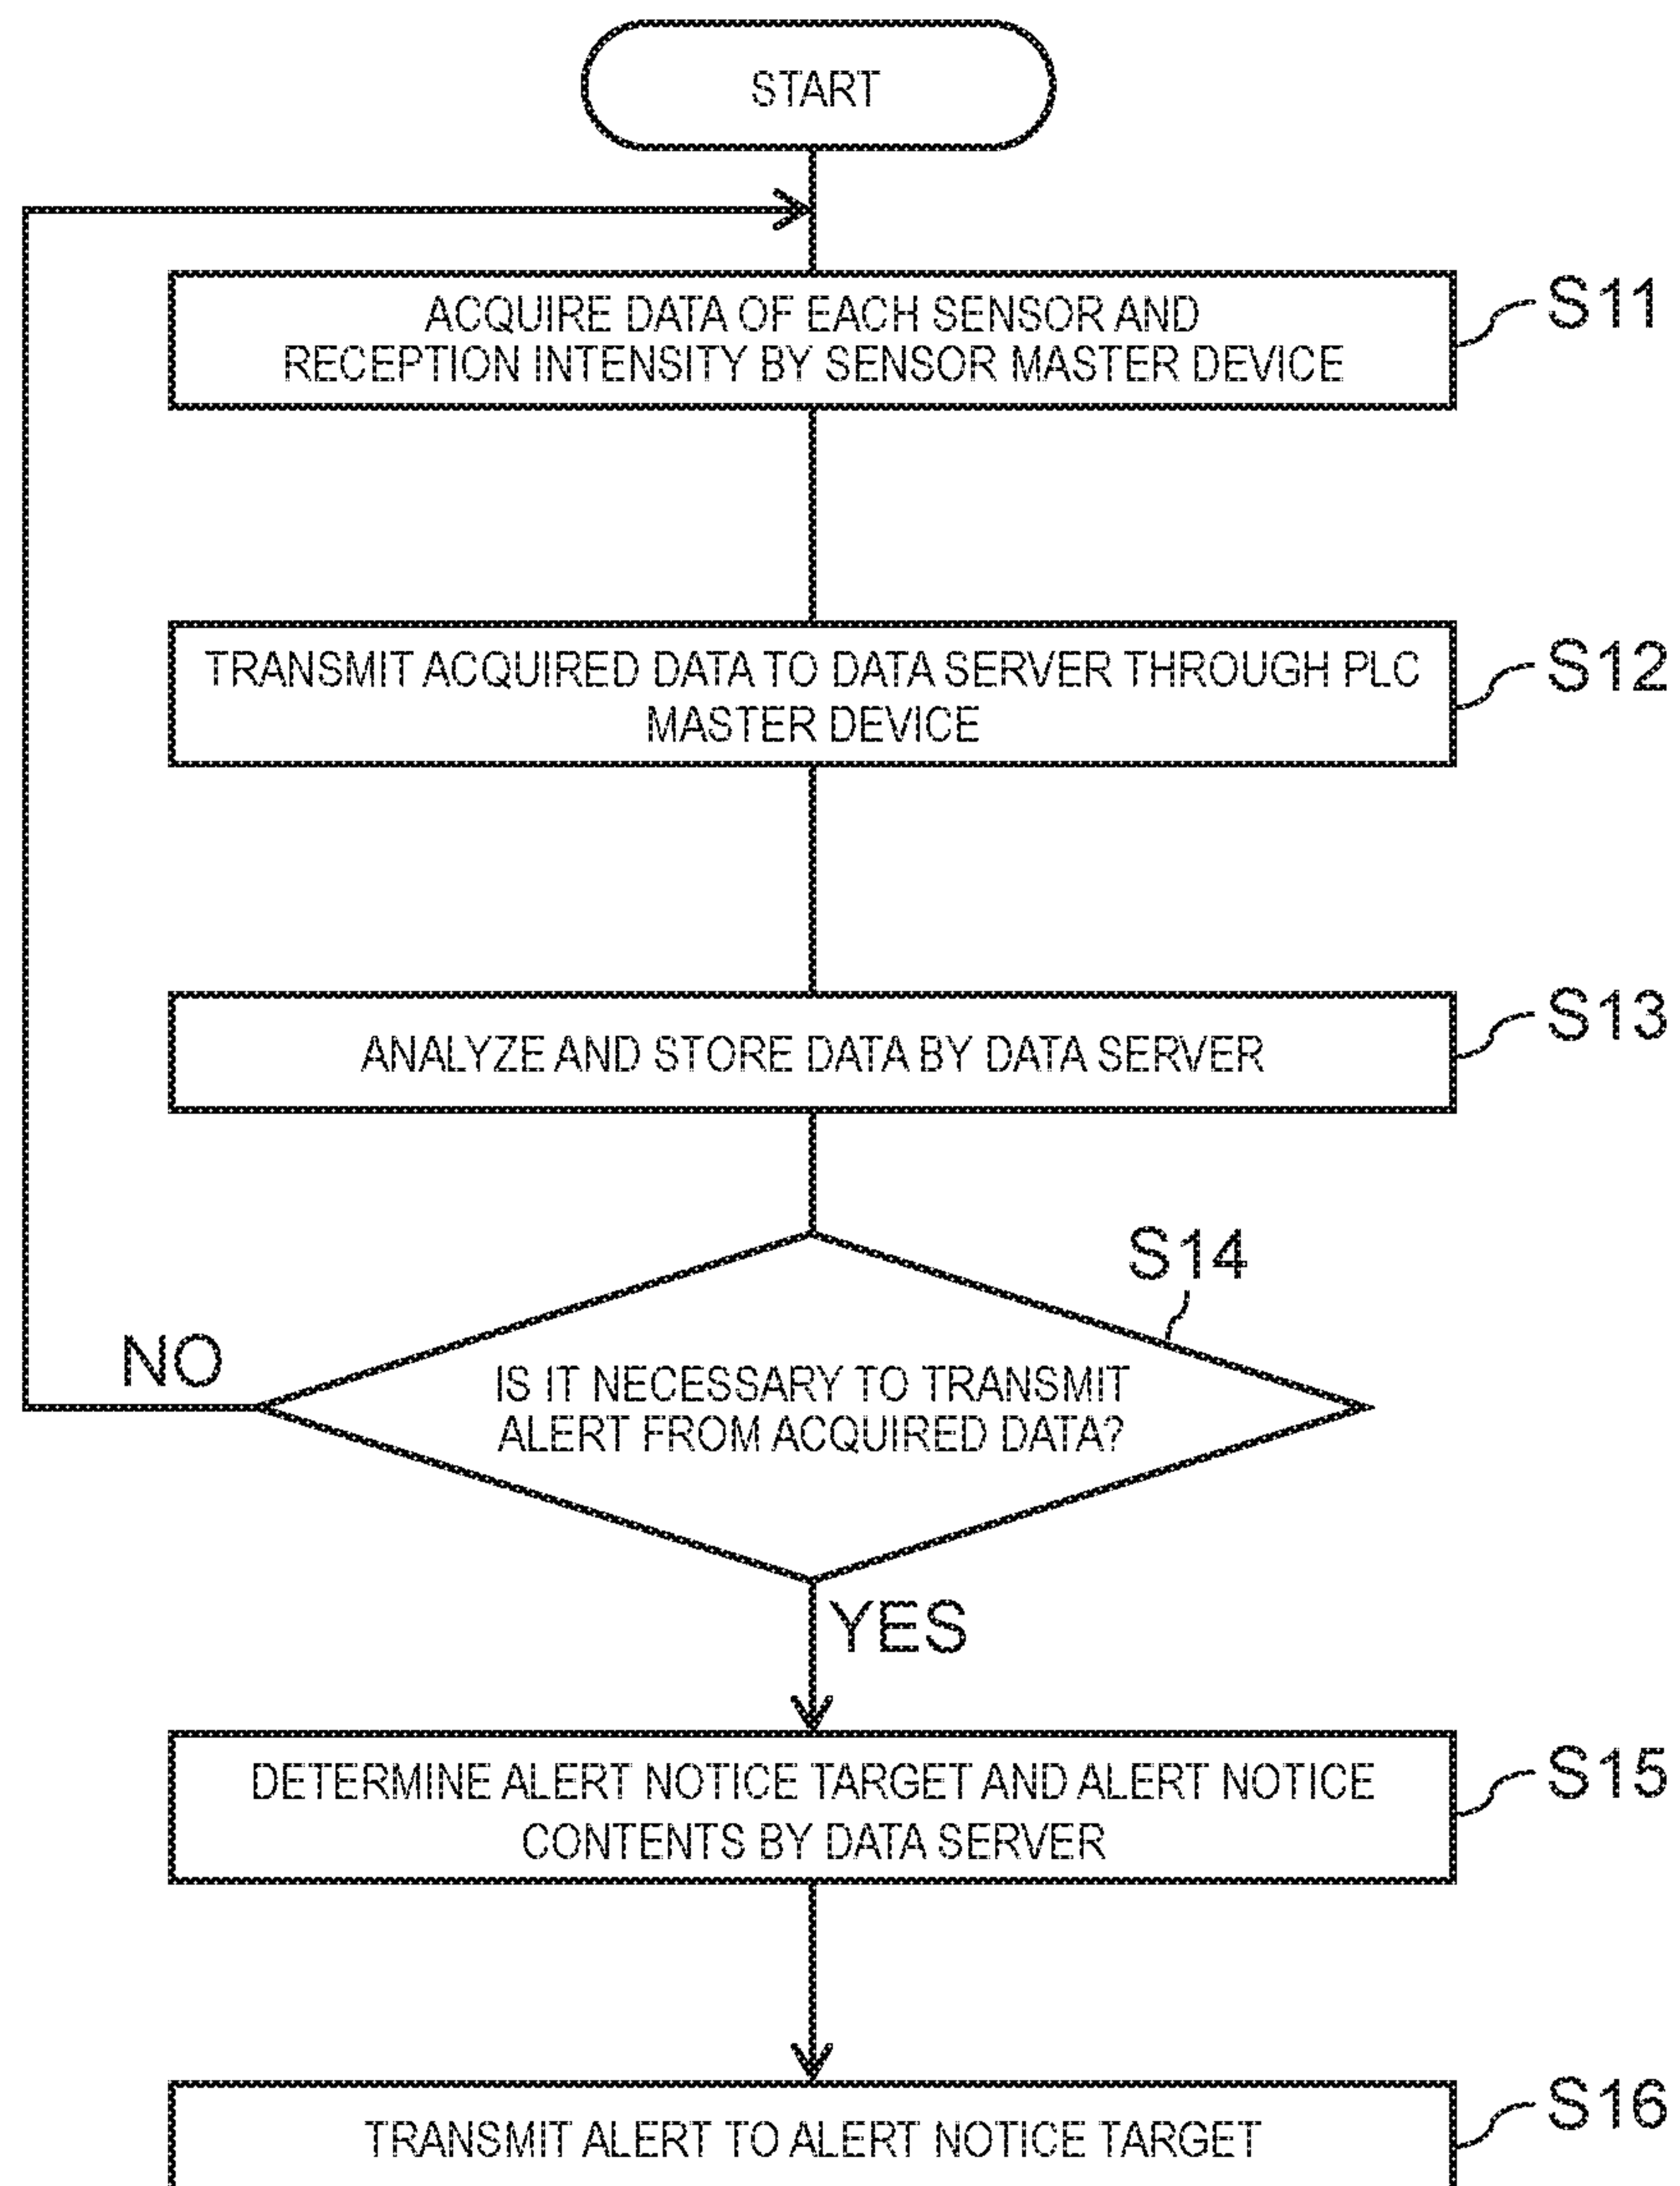 START
ACQUIRE DATA OF EACH SENSOR AND
RECEPTION INTENSITY BY SENSOR MASTER DEVICE
S11
TRANSMIT ACQUIRED DATA TO DATA SERVER THROUGH PLC
MASTER DEVICE
S12
ANALYZE AND STORE DATA BY DATA SERVER
S13
S14
IS IT NECESSARY TO TRANSMIT
ALERT FROM ACQUIRED DATA?
NO
YES
DETERMINE ALERT NOTICE TARGET AND ALERT NOTICE
CONTENTS BY DATA SERVER
S15
TRANSMIT ALERT TO ALERT NOTICE TARGET
S16